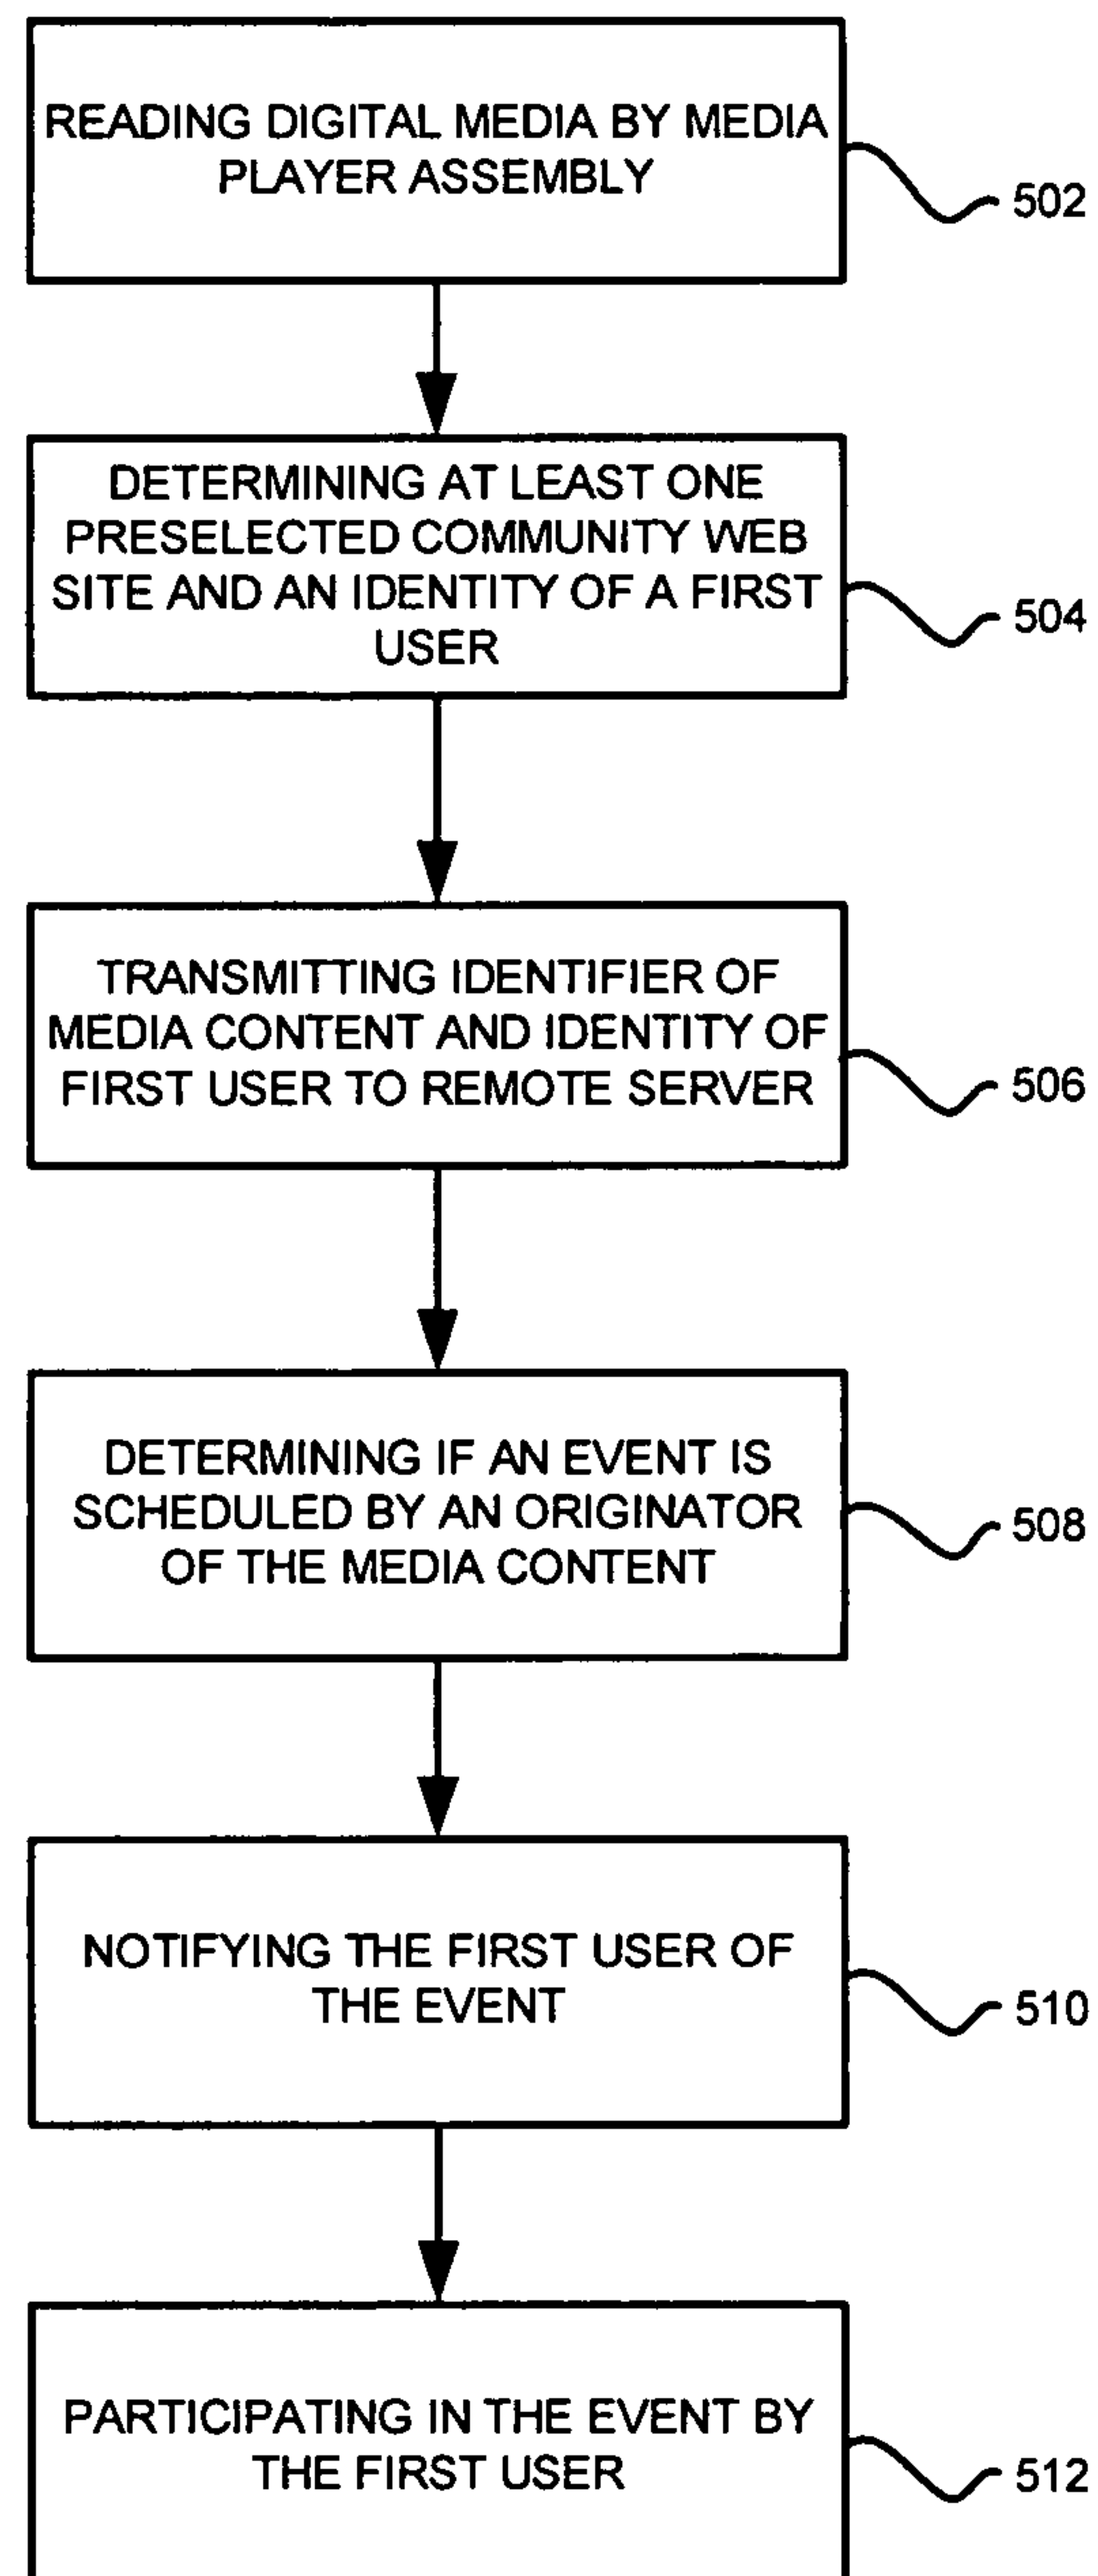 READING DIGITAL MEDIA BY MEDIA
PLAYER ASSEMBLY
502
DETERMINING AT LEAST ONE
PRESELECTED COMMUNITY WEB
SITE AND AN IDENTITY OF A FIRST
USER
504
TRANSMITTING IDENTIFIER OF
MEDIA CONTENT AND IDENTITY OF
FIRST USER TO REMOTE SERVER
506
DETERMINING IF AN EVENT IS
SCHEDULED BY AN ORIGINATOR
OF THE MEDIA CONTENT
508
NOTIFYING THE FIRST USER OF
THE EVENT
510
PARTICIPATING IN THE EVENT BY
THE FIRST USER
512